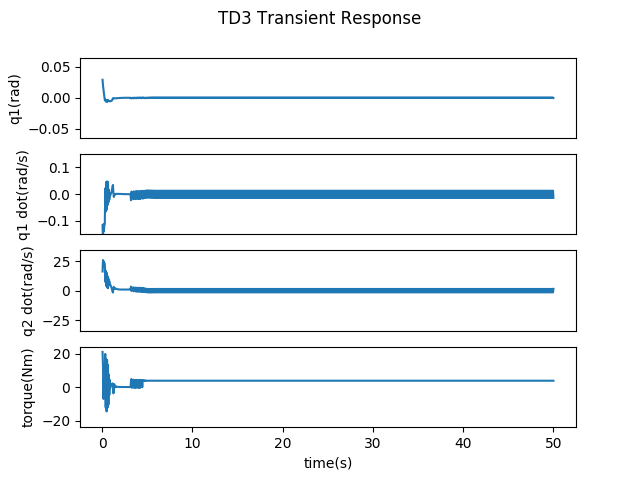 TD3 Transient Response
0.05
0.00
−0.05
q1(rad)
0.1
0.0
−0.1
q1 dot(rad/s)
25
0
−25
q2 dot(rad/s)
20
0
−20
torque(Nm)
0 10 20 30 40 50
time(s)